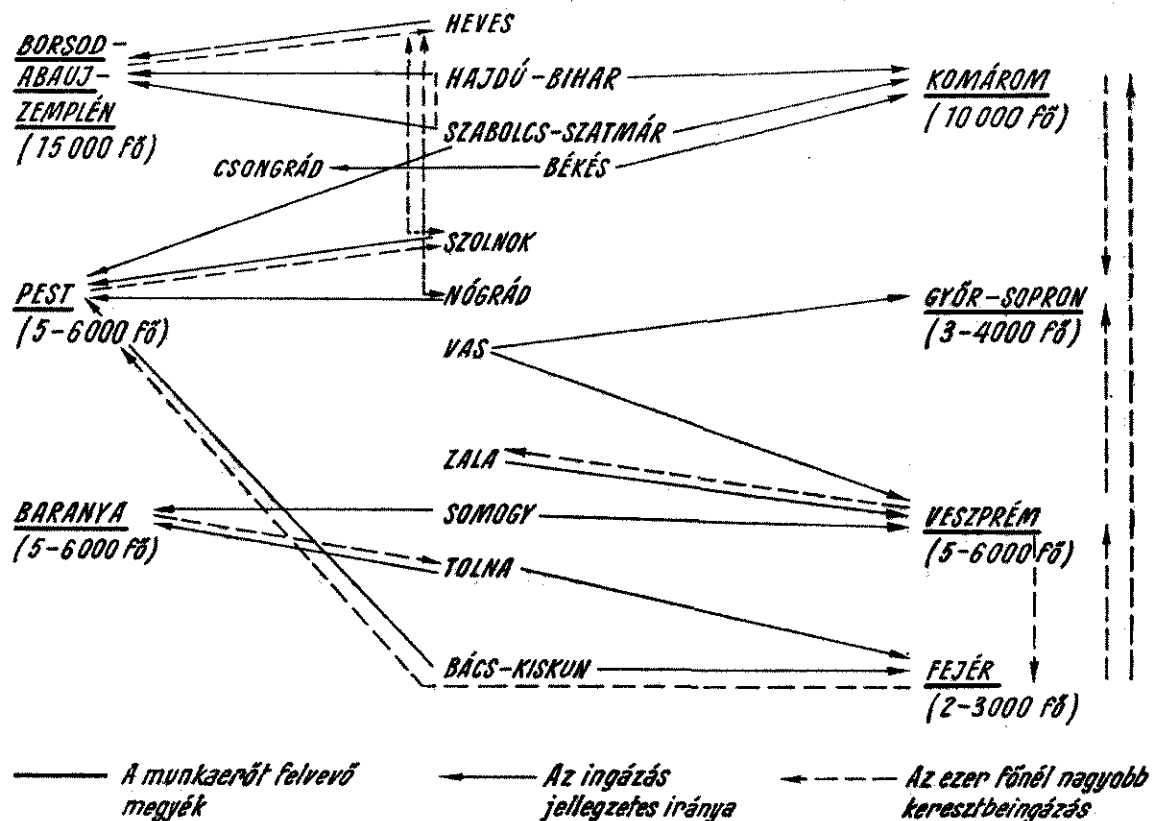 HEVES
BORSOD-
ABAUJ-
ZEMPLÉN
(15 000 fő)
HAJDÚ-BIHAR
KOMÁROM
(10 000 fő)
SZABOLCS-SZATMÁR
CSONGRÁD
BÉKÉS
SZOLNOK
PEST
(5-6000 fő)
NÓGRÁD
GYŐR-SOPRON
(3-4000 fő)
VAS
ZALA
BARANYA
(5-6000 fő)
SOMOGY
VESZPRÉM
(5-6000 fő)
TOLNA
BÁCS-KISKUN
FEJÉR
(2-3000 fő)
A munkaerőt felvevő
megyék
Az ingázás
jellegzetes iránya
Az ezer főnél nagyobb
keresztbeingázás